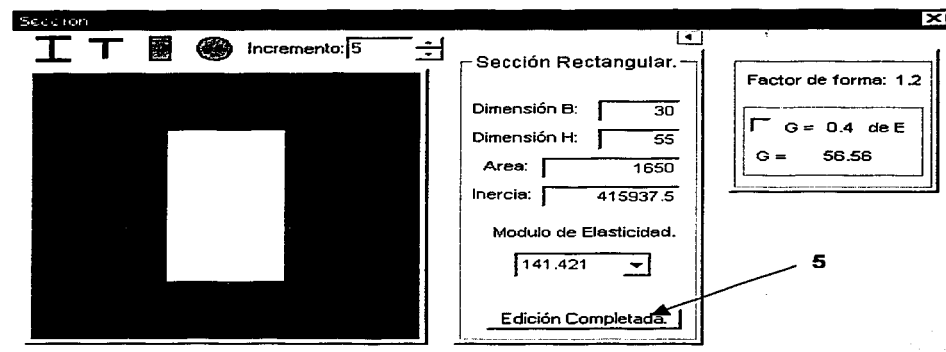 Sección
Incremento: 5
Sección Rectangular.
Dimensión B: 30
Dimensión H: 55
Area: 1650
Inercia: 415937.5
Modulo de Elasticidad.
141.421
Edición Completada.
Factor de forma: 1.2
G = 0.4 de E
G = 56.56
5